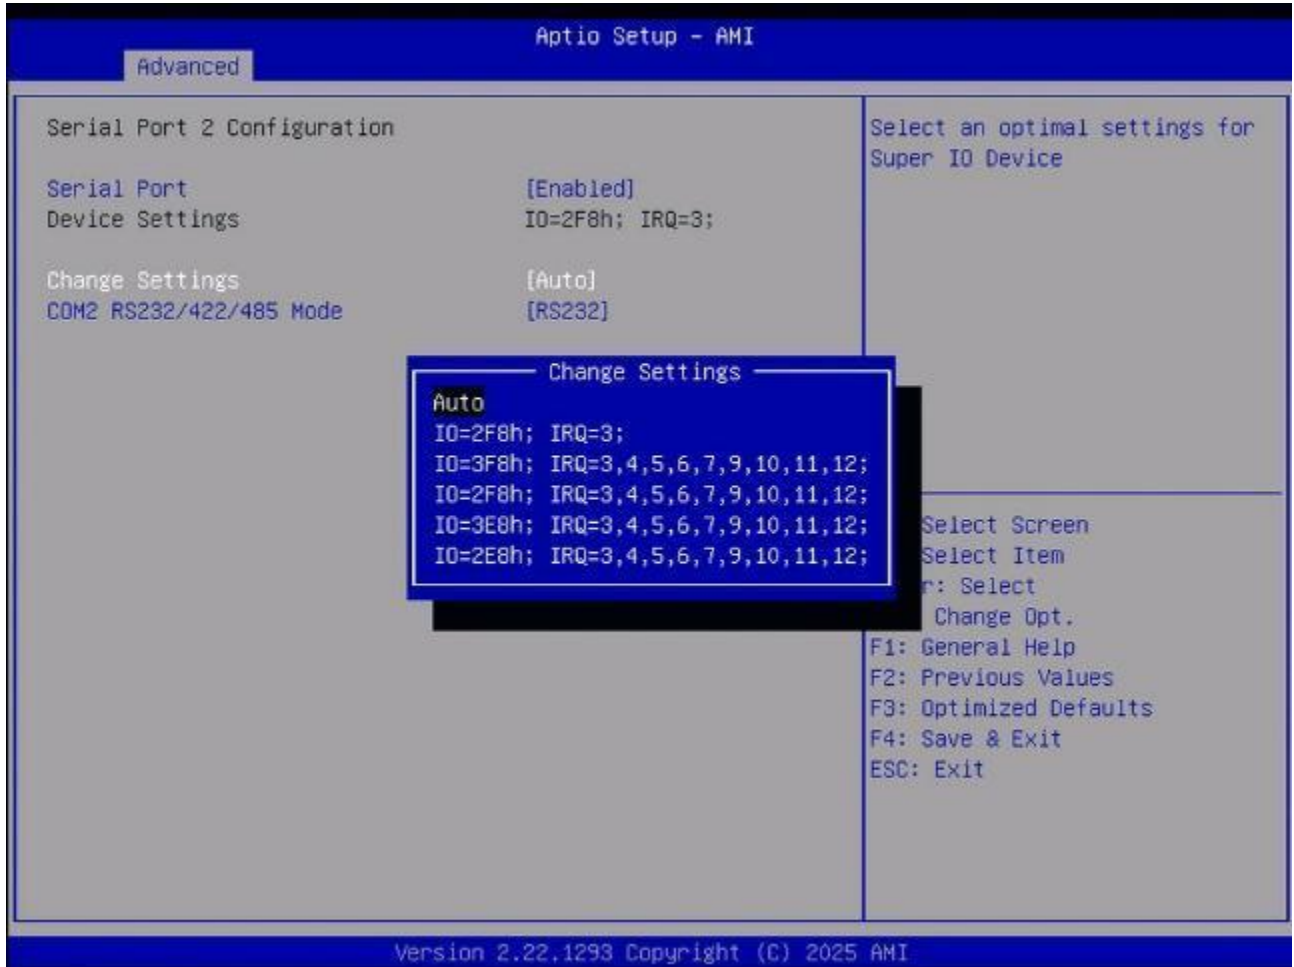 Aptio Setup – AMI
Advanced
Serial Port 2 Configuration
Serial Port [Enabled]
Device Settings IO=2F8h; IRQ=3;
Change Settings [Auto]
COM2 RS232/422/485 Mode [RS232]
Select an optimal settings for
Super IO Device
Change Settings
Auto
IO=2F8h; IRQ=3;
IO=3F8h; IRQ=3,4,5,6,7,9,10,11,12;
IO=2F8h; IRQ=3,4,5,6,7,9,10,11,12;
IO=3E8h; IRQ=3,4,5,6,7,9,10,11,12;
IO=2E8h; IRQ=3,4,5,6,7,9,10,11,12;
Select Screen
Select Item
r: Select
Change Opt.
F1: General Help
F2: Previous Values
F3: Optimized Defaults
F4: Save & Exit
ESC: Exit
Version 2.22.1293 Copyright (C) 2025 AMI